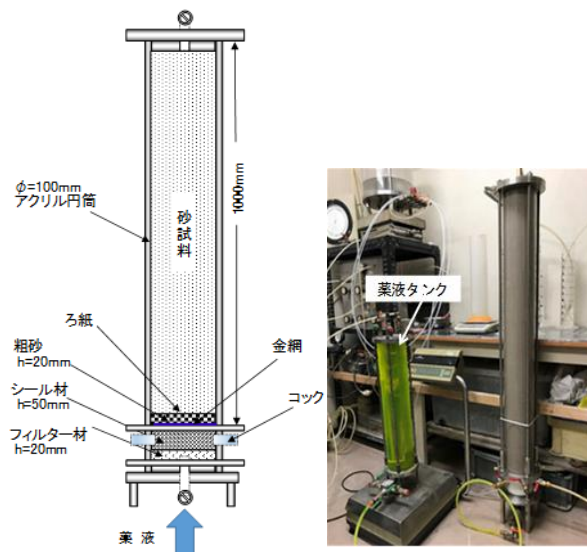 φ=100mm
アクリル円筒
1000mm
砂試料
ろ紙
粗砂
h=20mm
金網
シール材
h=50mm
コック
フィルター材
h=20mm
薬 液
薬液タンク